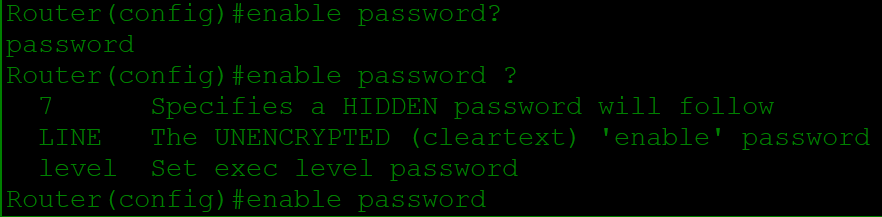 Router(config)#enable password?
password
Router(config)#enable password ?
  7      Specifies a HIDDEN password will follow
  LINE   The UNENCRYPTED (cleartext) 'enable' password
  level  Set exec level password
Router(config)#enable password